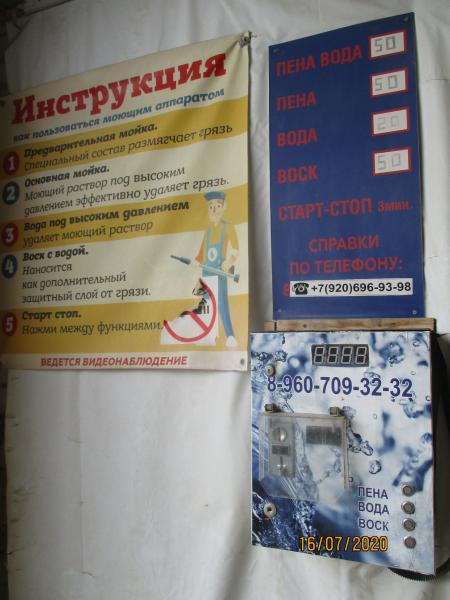 Инструкция
как пользоваться моющим аппаратом
1 Предварительная мойка.
Специальный состав размягчает грязь
2 Основная мойка.
Моющий раствор под высоким
давлением эффективно удаляет грязь.
3 Вода под высоким давлением
удаляет моющий раствор
4 Воск с водой.
Наносится
как дополнительный
защитный слой от грязи.
5 Старт стоп.
Нажми между функциями.
ВЕДЕТСЯ ВИДЕОНАБЛЮДЕНИЕ
ПЕНА ВОДА 50
ПЕНА 50
ВОДА 20
ВОСК 50
СТАРТ-СТОП 3мин.
СПРАВКИ
ПО ТЕЛЕФОНУ:
+7(920)696-93-98
8-960-709-32-32
ПЕНА
ВОДА
ВОСК
16/07/2020